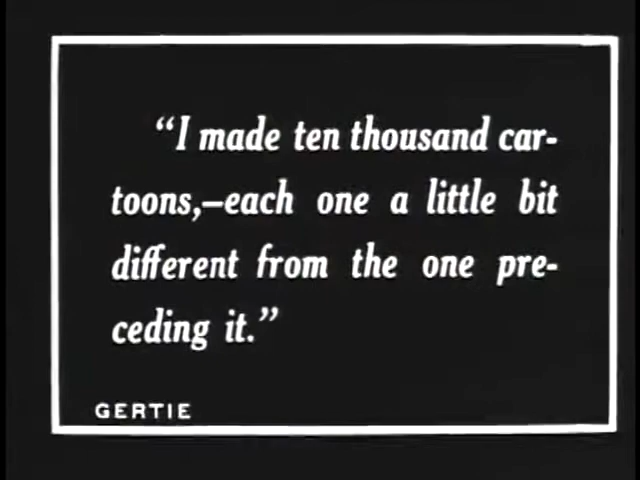 “I made ten thousand car-
toons,—each one a little bit
different from the one pre-
ceding it.”
GERTIE